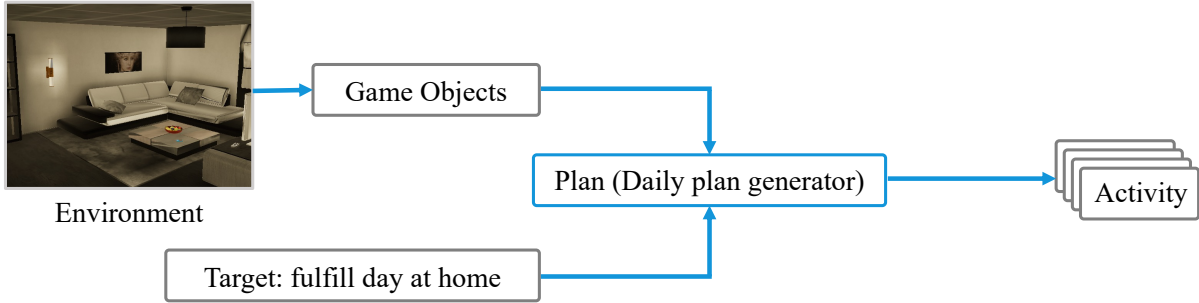 Game Objects
Plan (Daily plan generator)
Activity
Environment
Target: fulfill day at home